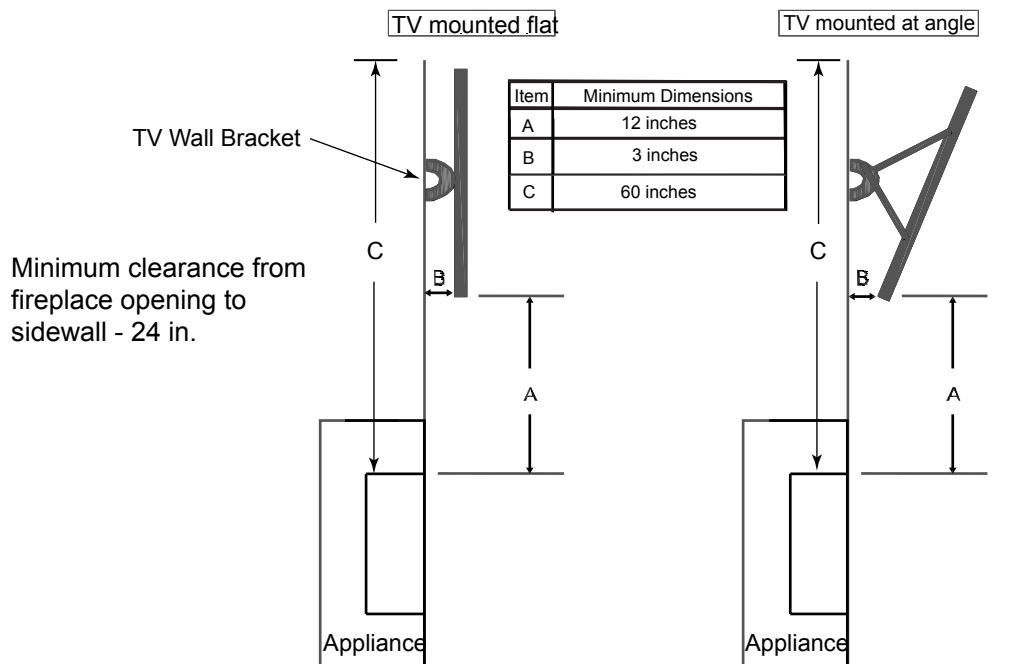 TV mounted flat
TV mounted at angle
Item Minimum Dimensions
A 12 inches
B 3 inches
C 60 inches
TV Wall Bracket
C
C
Minimum clearance from
fireplace opening to
sidewall - 24 in.
B
B
A
A
Appliance
Appliance